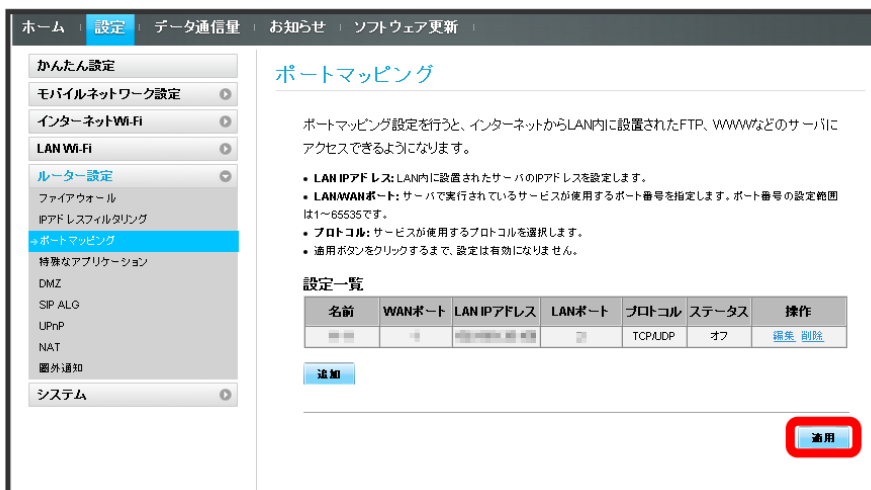 ホーム 設定 データ通信量 お知らせ ソフトウェア更新
かんたん設定
モバイルネットワーク設定
インターネットWi-Fi
LAN Wi-Fi
ルーター設定
ファイアウォール
IPアドレスフィルタリング
ポートマッピング
特殊なアプリケーション
DMZ
SIP ALG
UPnP
NAT
圏外通知
システム
ポートマッピング
ポートマッピング設定を行うと、インターネットからLAN内に設置されたFTP、WWWなどのサーバに
アクセスできるようになります。
• LAN IPアドレス: LAN内に設置されたサーバのIPアドレスを設定します。
• LAN/WANポート: サーバで実行されているサービスが使用するポート番号を指定します。ポート番号の設定範囲
は1～65535です。
• プロトコル: サービスが使用するプロトコルを選択します。
• 適用ボタンをクリックするまで、設定は有効になりません。
設定一覧
名前 WANポート LAN IPアドレス LANポート プロトコル ステータス 操作
TCP/UDP オフ 編集 削除
追加
適用